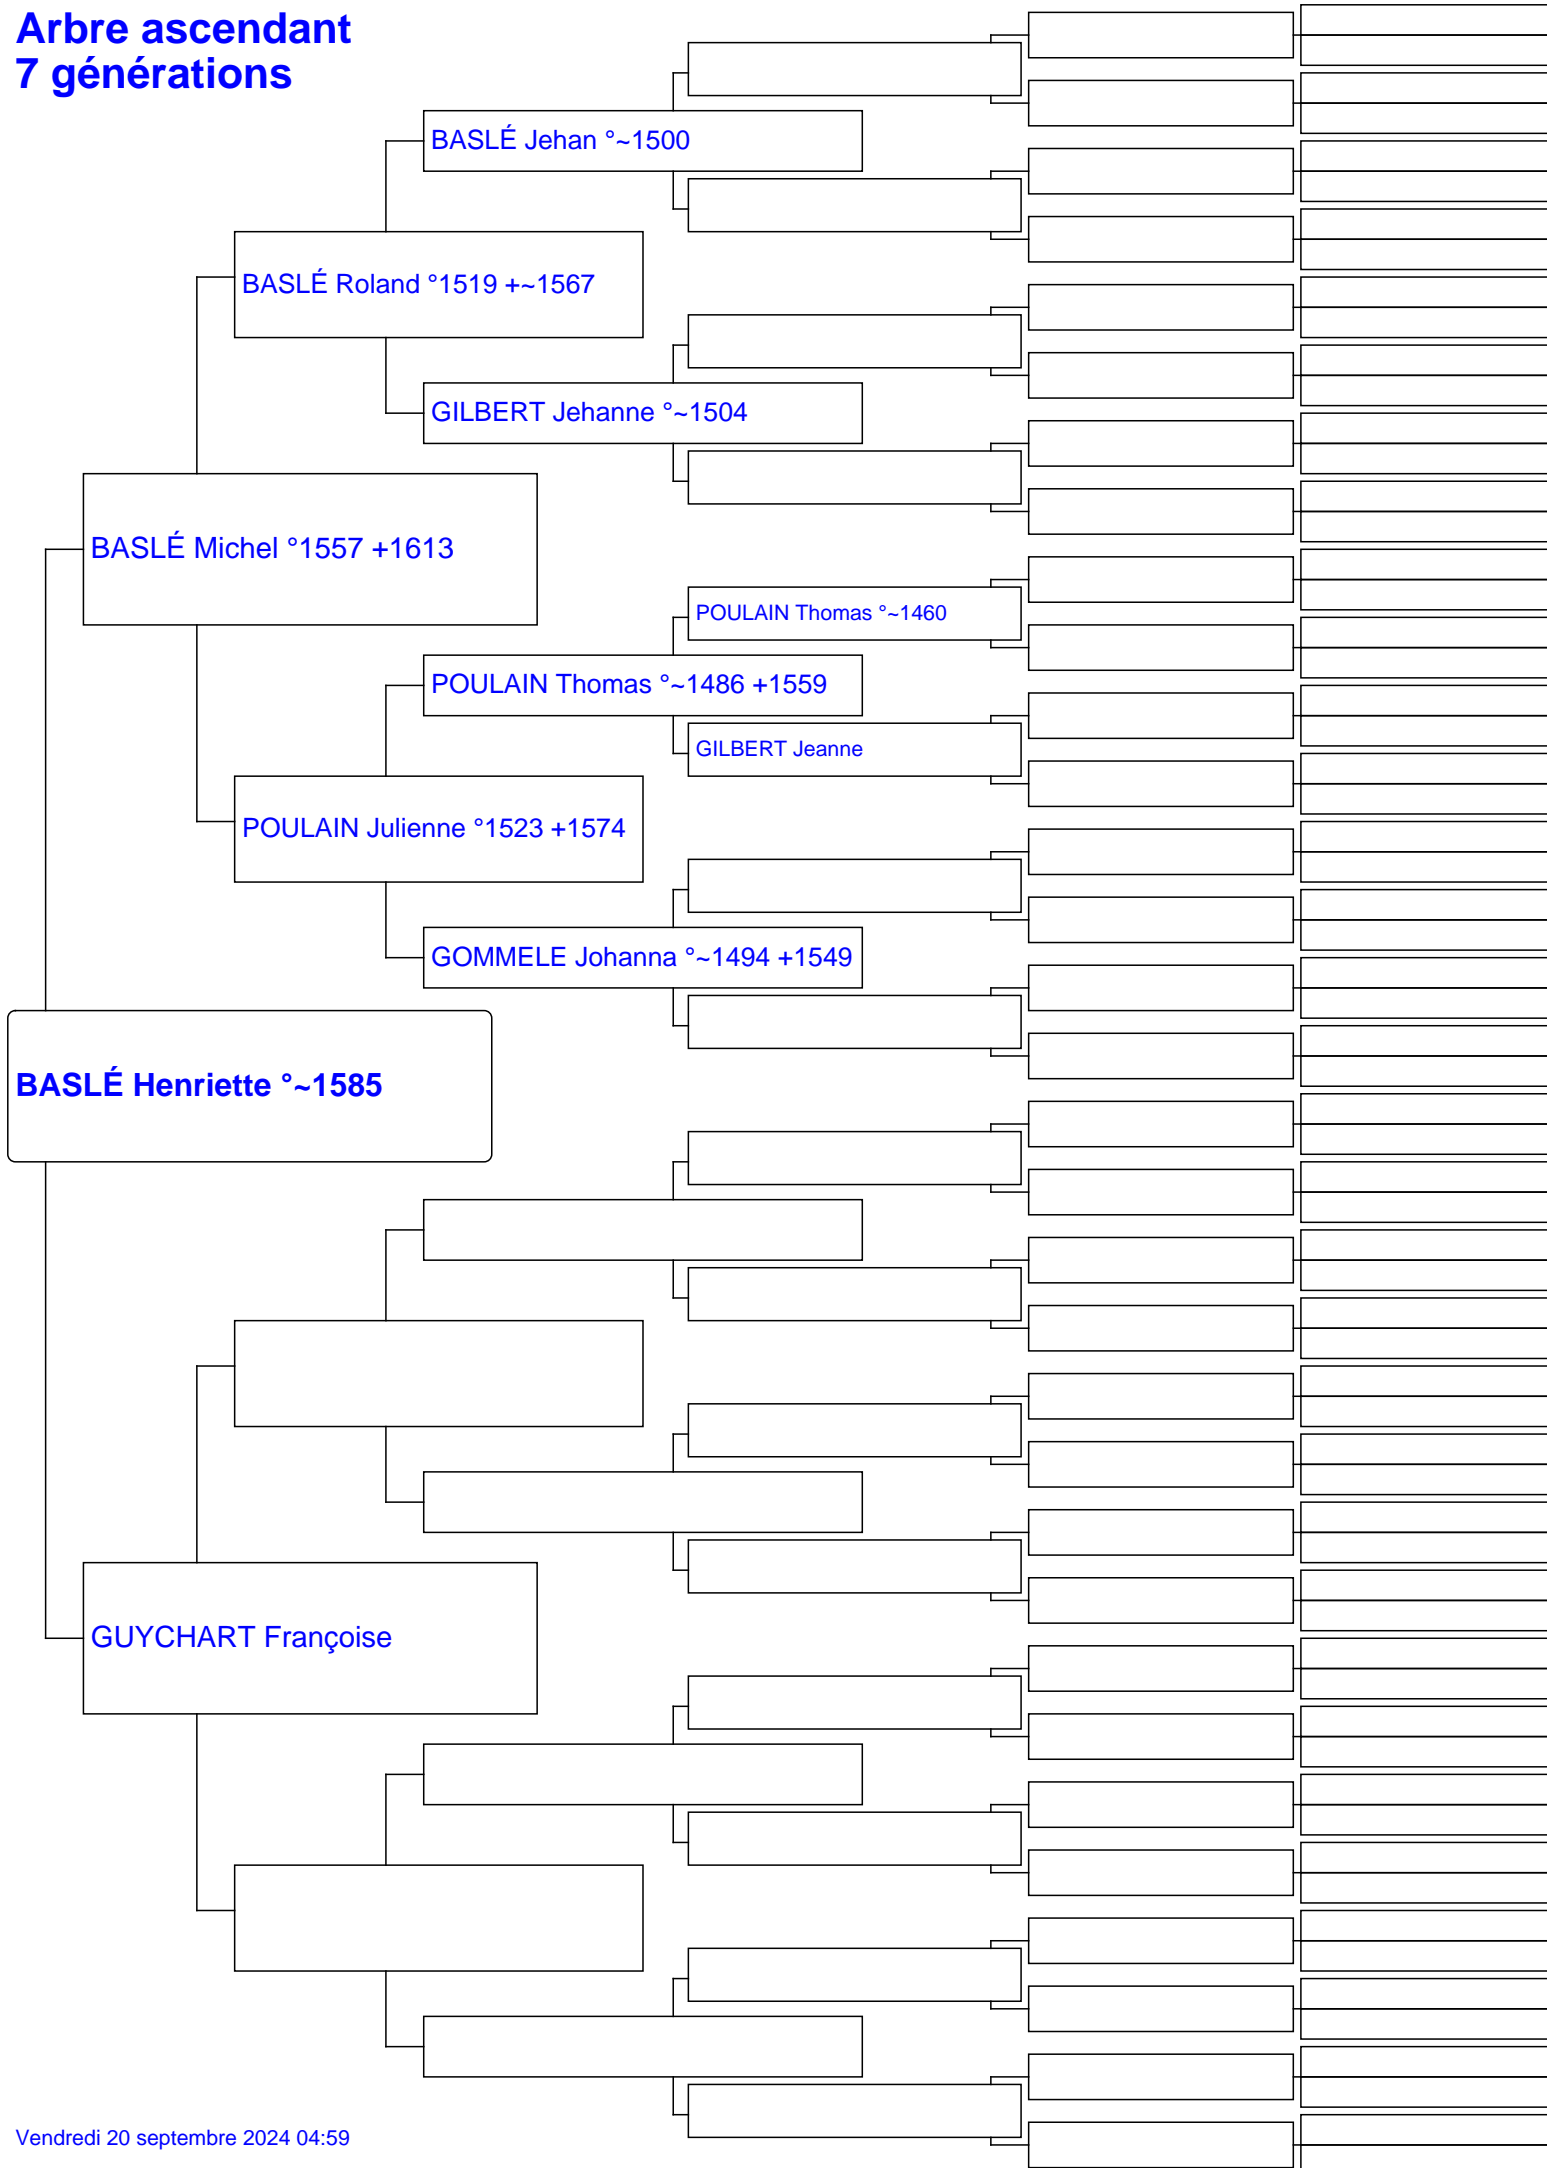 Arbre ascendant
7 générations
BASLÉ Jehan °~1500
BASLÉ Roland °1519 +~1567
GILBERT Jehanne °~1504
BASLÉ Michel °1557 +1613
POULAIN Thomas °~1460
POULAIN Thomas °~1486 +1559
GILBERT Jeanne
POULAIN Julienne °1523 +1574
GOMMELE Johanna °~1494 +1549
BASLÉ Henriette °~1585
GUYCHART Françoise
Vendredi 20 septembre 2024 04:59